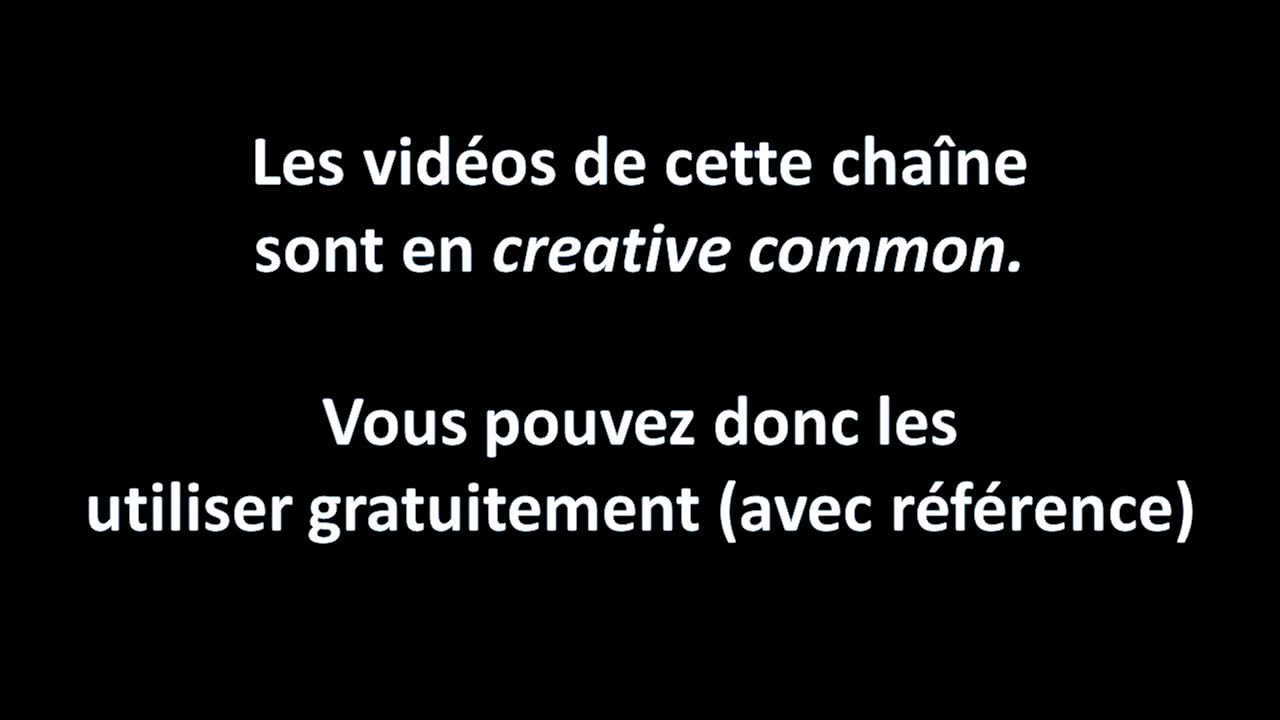 Les vidéos de cette chaîne
sont en creative common.
Vous pouvez donc les
utiliser gratuitement (avec référence)